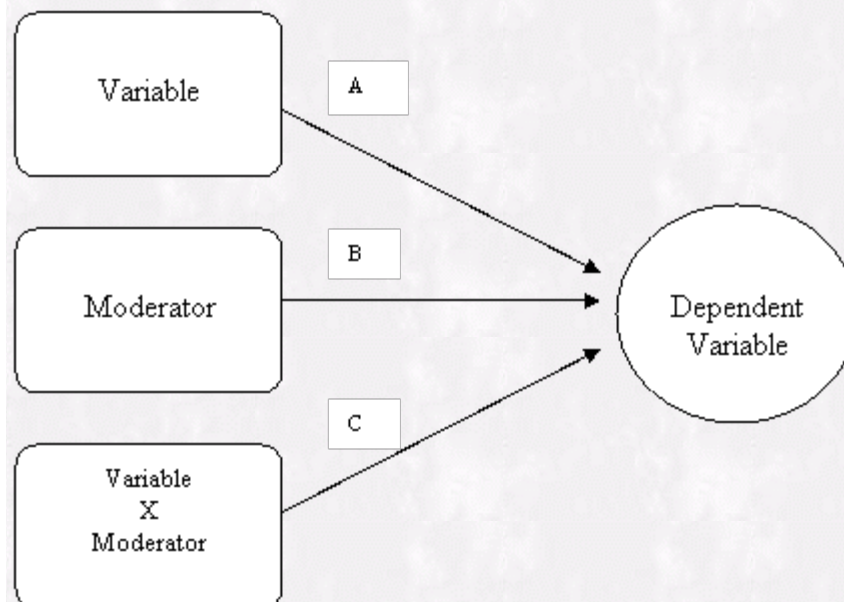 Variable
A
Moderator
B
Dependent
Variable
Variable
X
Moderator
C